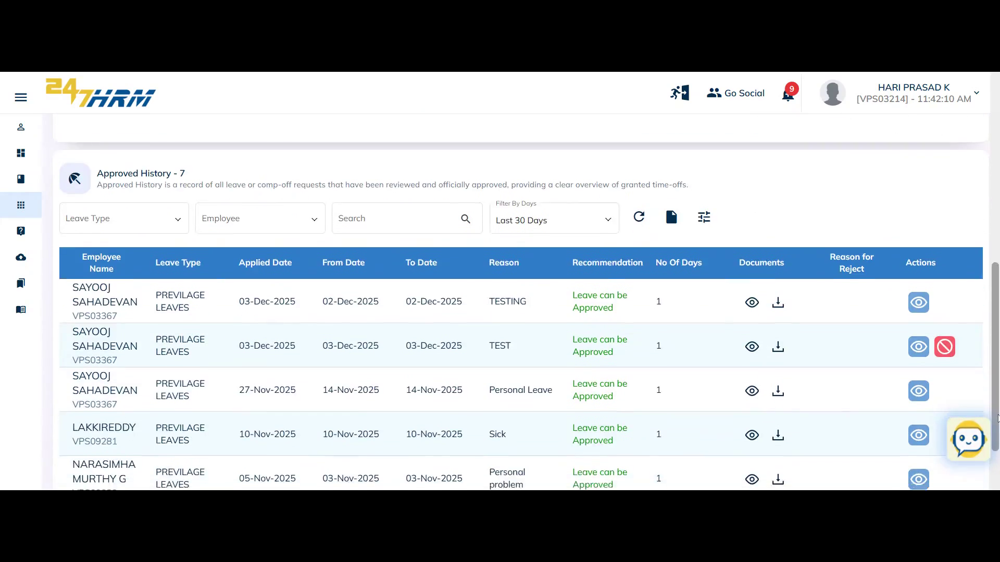 24
7HRM
Go Social
9
HARI PRASAD K
[VPS03214] - 11:42:10 AM
Approved History - 7
Approved History is a record of all leave or comp-off requests that have been reviewed and officially approved, providing a clear overview of granted time-offs.
Leave Type
Employee
Search
Filter By Days
Last 30 Days
Employee Name
Leave Type
Applied Date
From Date
To Date
Reason
Recommendation
No Of Days
Documents
Reason for Reject
Actions
SAYOOJ
SAHADEVAN
VPS03367
PREVILAGE
LEAVES
03-Dec-2025
02-Dec-2025
02-Dec-2025
TESTING
Leave can be
Approved
1
SAYOOJ
SAHADEVAN
VPS03367
PREVILAGE
LEAVES
03-Dec-2025
03-Dec-2025
03-Dec-2025
TEST
Leave can be
Approved
1
SAYOOJ
SAHADEVAN
VPS03367
PREVILAGE
LEAVES
27-Nov-2025
14-Nov-2025
14-Nov-2025
Personal Leave
Leave can be
Approved
1
LAKKIREDDY
VPS09281
PREVILAGE
LEAVES
10-Nov-2025
10-Nov-2025
10-Nov-2025
Sick
Leave can be
Approved
1
NARASIMHA
MURTHY G
PREVILAGE
LEAVES
05-Nov-2025
03-Nov-2025
03-Nov-2025
Personal
problem
Leave can be
Approved
1